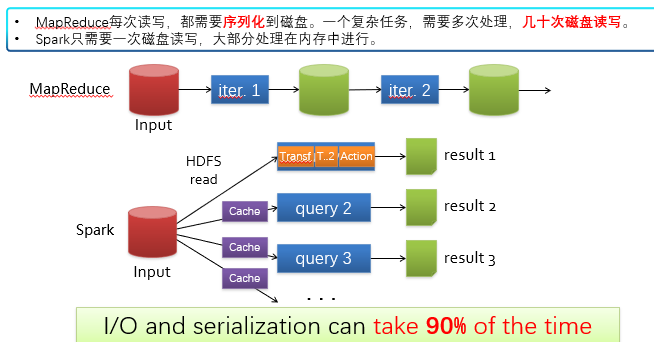 MapReduce每次读写，都需要序列化到磁盘。一个复杂任务，需要多次处理，几十次磁盘读写。
Spark只需要一次磁盘读写，大部分处理在内存中进行。
MapReduce
iter. 1
iter. 2
Input
HDFS
read
Transf
T..2
Action
result 1
Cache
query 2
result 2
Spark
Cache
query 3
result 3
Input
Cache
. . .
I/O and serialization can take 90% of the time